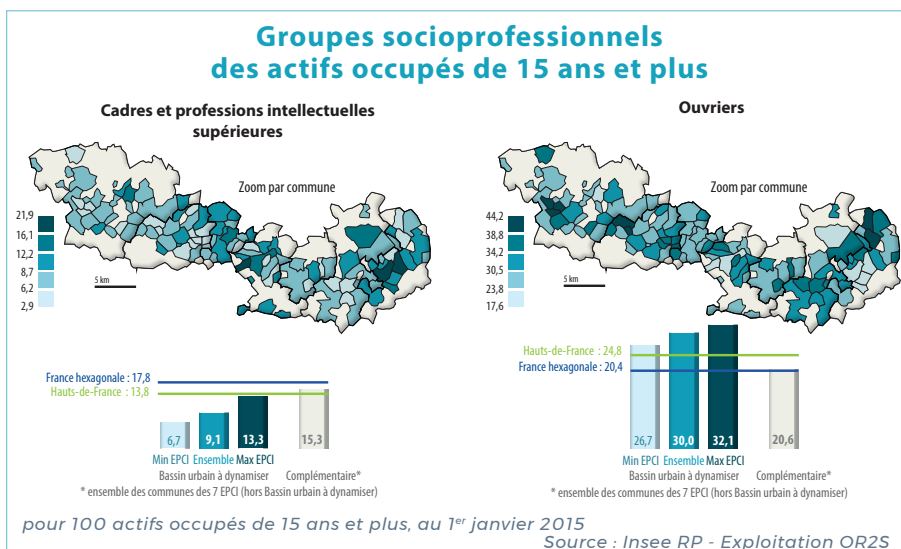 Groupes socioprofessionnels
des actifs occupés de 15 ans et plus
Cadres et professions intellectuelles
supérieures
Zoom par commune
21,9
16,1
12,2
8,7
6,2
2,9
5 km
France hexagonale : 17,8
Hauts-de-France : 13,8
6,7
9,1
13,3
15,3
Min EPCI Ensemble Max EPCI
Bassin urbain à dynamiser
Complémentaire*
* ensemble des communes des 7 EPCI (hors Bassin urbain à dynamiser)
Ouvriers
Zoom par commune
44,2
38,8
34,2
30,5
23,8
17,6
5 km
Hauts-de-France : 24,8
France hexagonale : 20,4
26,7
30,0
32,1
20,6
Min EPCI Ensemble Max EPCI
Bassin urbain à dynamiser
Complémentaire*
* ensemble des communes des 7 EPCI (hors Bassin urbain à dynamiser)
pour 100 actifs occupés de 15 ans et plus, au 1er janvier 2015
Source : Insee RP - Exploitation OR2S